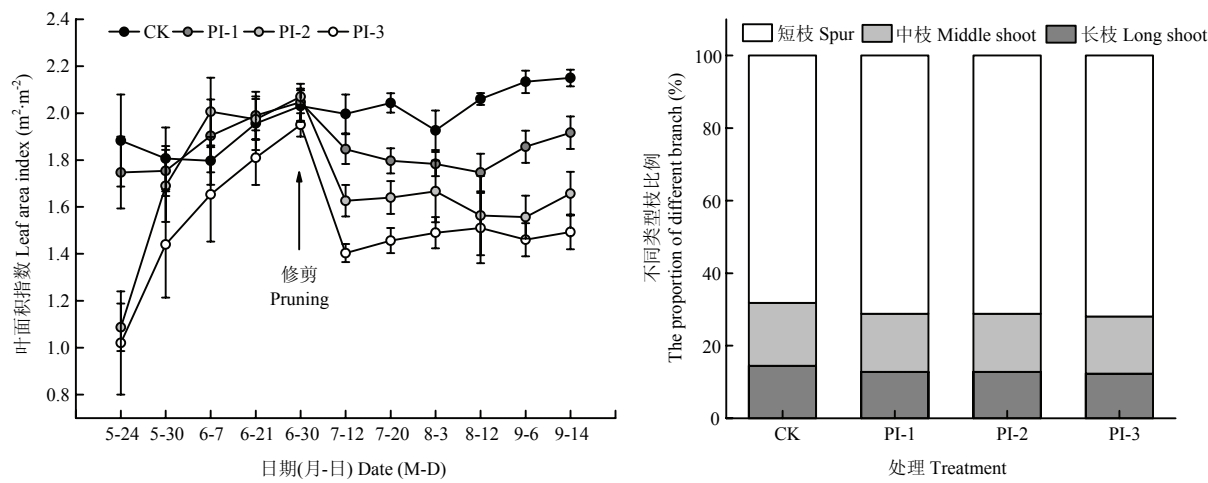 CK PI-1 PI-2 PI-3
叶面积指数 Leaf area index (m²·m⁻²)
2.4
2.2
2.0
1.8
1.6
1.4
1.2
1.0
0.8
修剪
Pruning
5-24 5-30 6-7 6-21 6-30 7-12 7-20 8-3 8-12 9-6 9-14
日期(月-日) Date (M-D)
短枝 Spur 中枝 Middle shoot 长枝 Long shoot
不同类型枝比例
The proportion of different branch (%)
100
80
60
40
20
0
CK PI-1 PI-2 PI-3
处理 Treatment